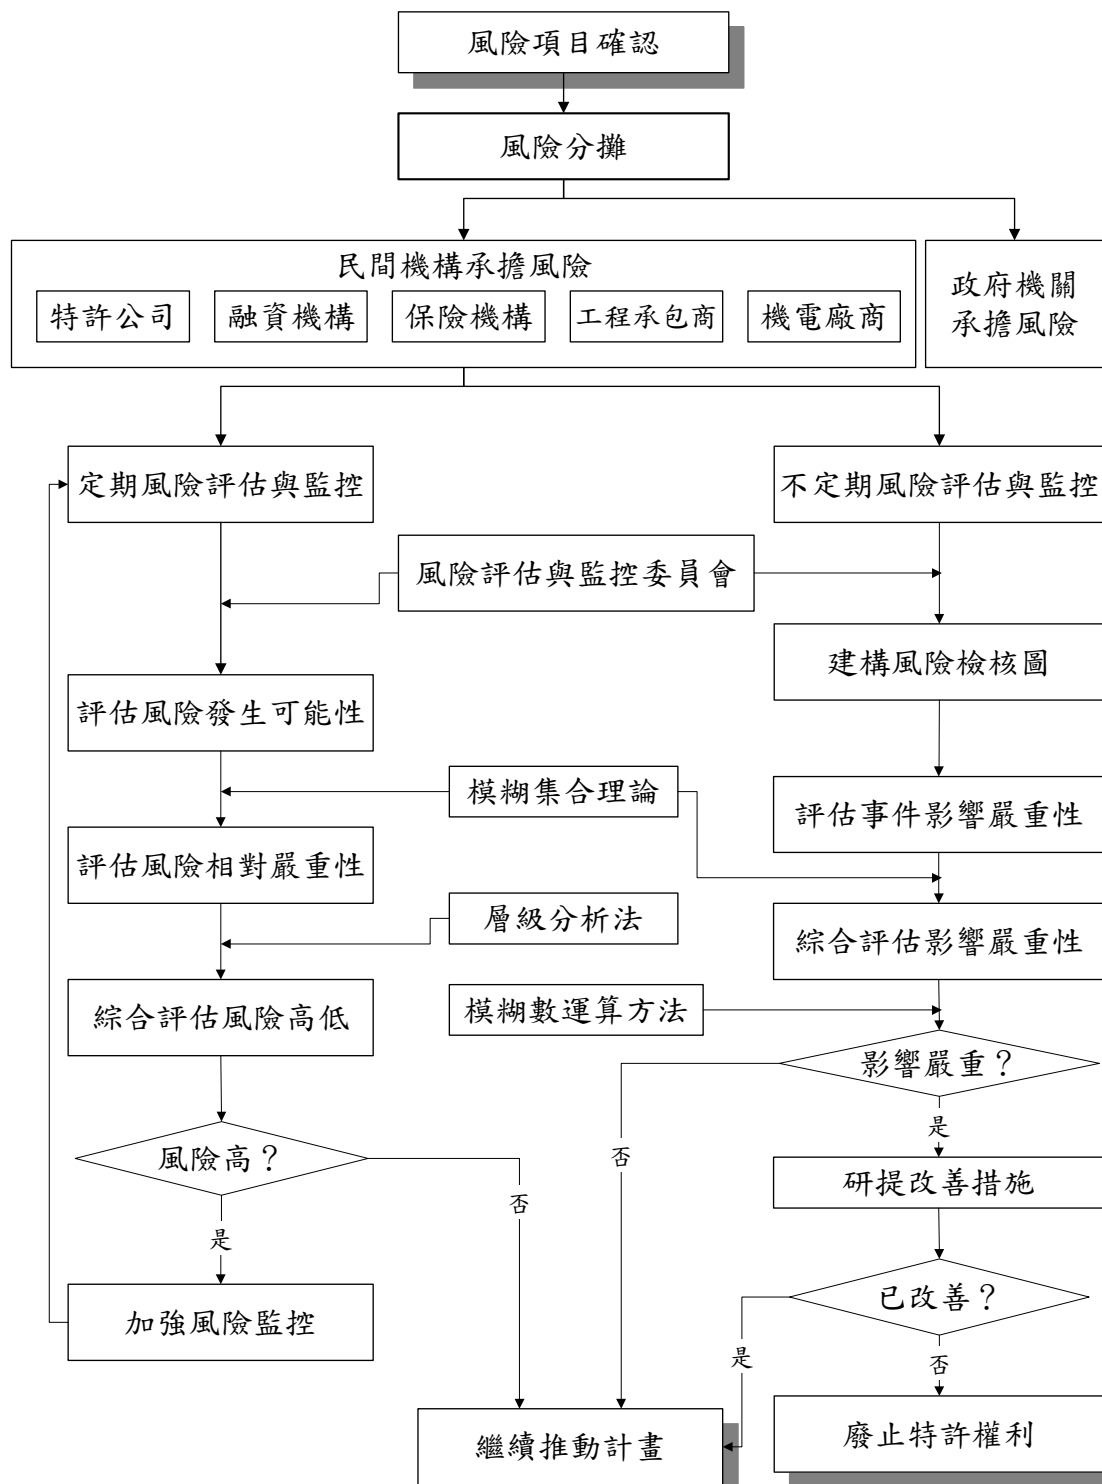 風險項目確認
風險分攤
民間機構承擔風險
特許公司
融資機構
保險機構
工程承包商
機電廠商
政府機關
承擔風險
定期風險評估與監控
不定期風險評估與監控
風險評估與監控委員會
建構風險檢核圖
評估風險發生可能性
模糊集合理論
評估事件影響嚴重性
評估風險相對嚴重性
層級分析法
綜合評估影響嚴重性
綜合評估風險高低
模糊數運算方法
影響嚴重？
是
風險高？
否
否
研提改善措施
是
加強風險監控
已改善？
是
否
繼續推動計畫
廢止特許權利